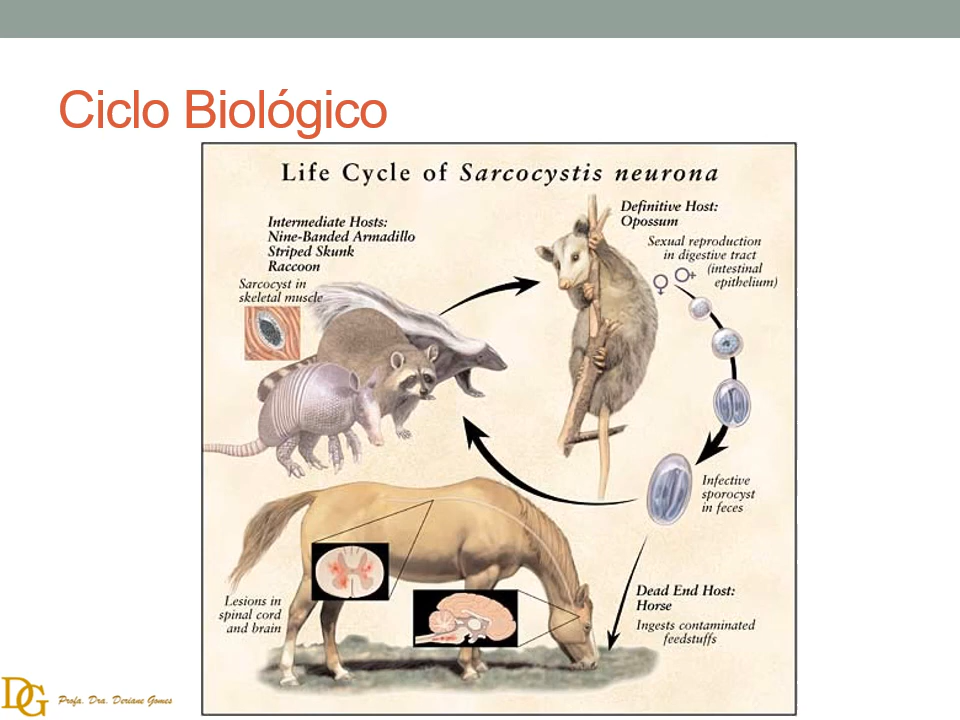 Ciclo Biológico
Life Cycle of Sarcocystis neurona
Intermediate Hosts:
Nine-Banded Armadillo
Striped Skunk
Raccoon
Sarcocyst in
skeletal muscle
Definitive Host:
Opossum
Sexual reproduction
in digestive tract
(intestinal
epithelium)
Infective
sporocyst
in feces
Dead End Host:
Horse
Ingests contaminated
feedstuffs
Lesions in
spinal cord
and brain
DG
Profa. Dra. Deriane Gomes